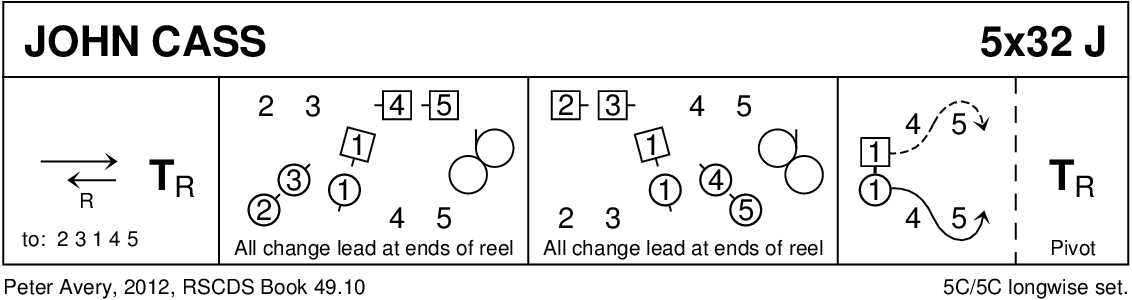 JOHN CASS 5x32 J
T R
R
to: 2 3 1 4 5
2 3 4 5
1
3 1
2 4 5
All change lead at ends of reel
2 3 4 5
1
1 4
2 3 5
All change lead at ends of reel
4 5
1
1
4 5
T R
Pivot
Peter Avery, 2012, RSCDS Book 49.10 5C/5C longwise set.